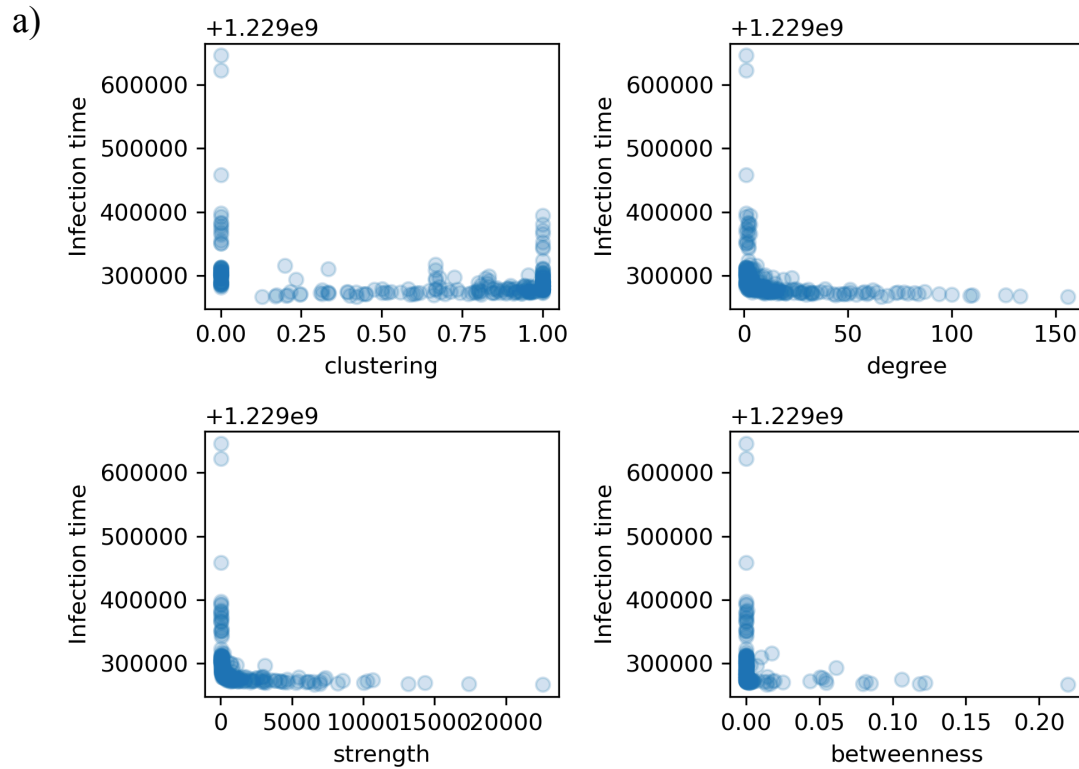 a)
+1.229e9
600000
500000
400000
300000
Infection time
0.00 0.25 0.50 0.75 1.00
clustering
+1.229e9
600000
500000
400000
300000
Infection time
0 50 100 150
degree
+1.229e9
600000
500000
400000
300000
Infection time
0 5000 10000 15000 20000
strength
+1.229e9
600000
500000
400000
300000
Infection time
0.00 0.05 0.10 0.15 0.20
betweenness